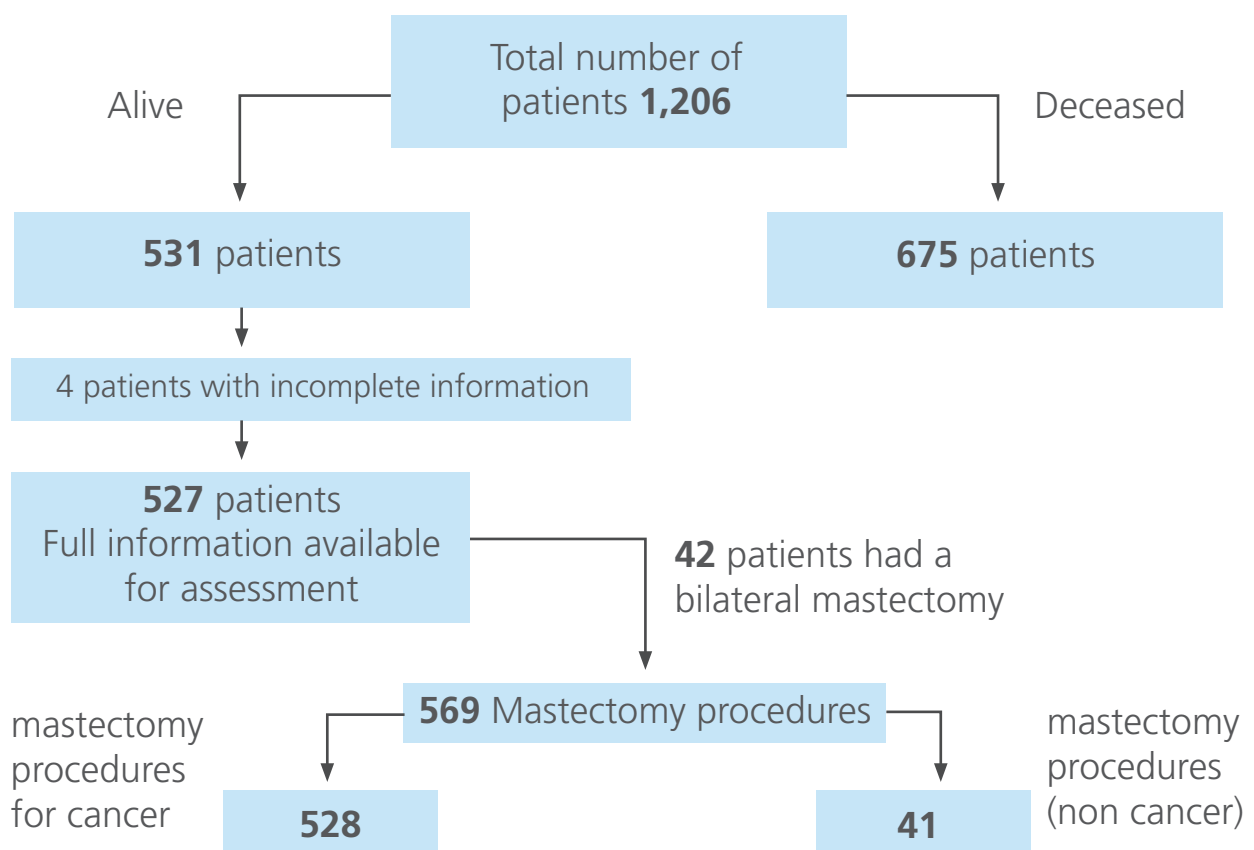 Total number of
patients 1,206
Alive
Deceased
531 patients
675 patients
4 patients with incomplete information
527 patients
Full information available
for assessment
42 patients had a
bilateral mastectomy
569 Mastectomy procedures
mastectomy
procedures
for cancer
528
41
mastectomy
procedures
(non cancer)